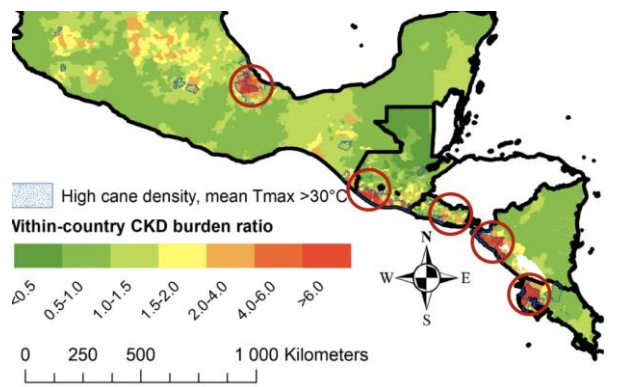 High cane density, mean Tmax >30°C
Within-country CKD burden ratio
<0.5
0.5-1.0
1.0-1.5
1.5-2.0
2.0-4.0
4.0-6.0
>6.0
N
W
E
S
0 250 500 1 000 Kilometers